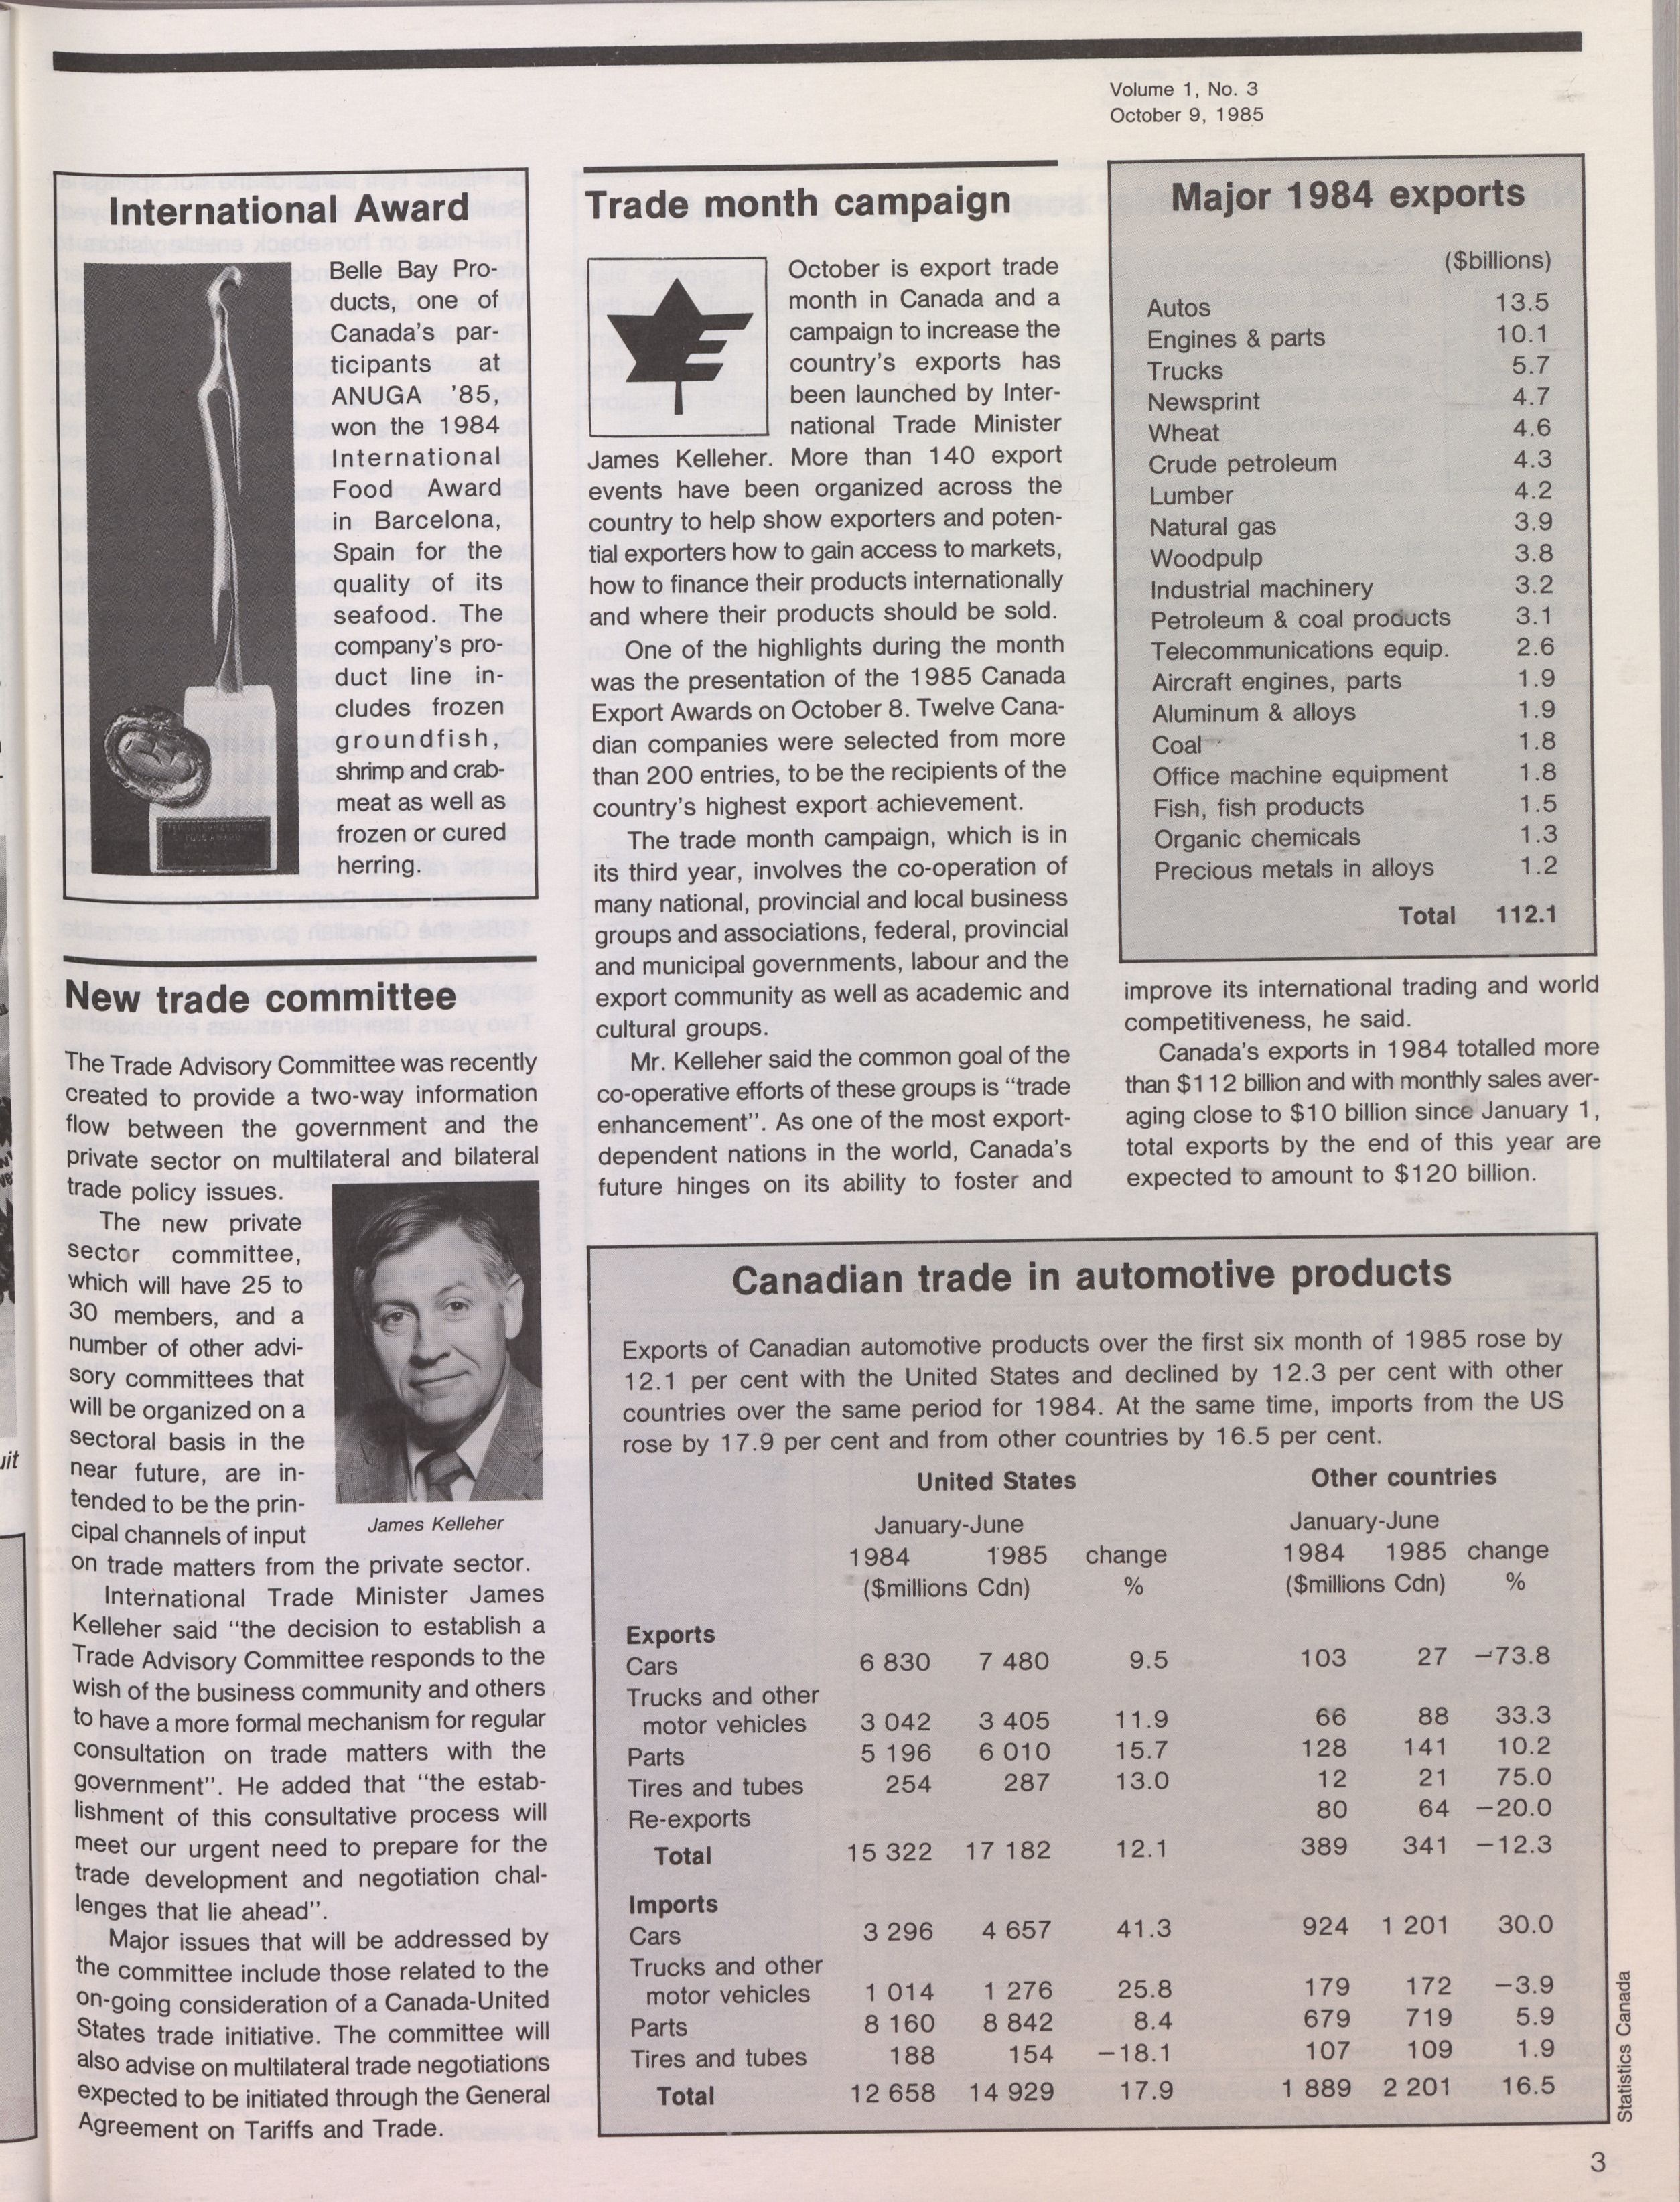 Volume 1, No. 3
October 9, 1985
International Award
Belle Bay Pro-
ducts, one of
Canada's par-
ticipants at
ANUGA '85,
won the 1984
International
Food Award
in Barcelona,
Spain for the
quality of its
seafood. The
company's pro-
duct line in-
cludes frozen
groundfish,
shrimp and crab-
meat as well as
frozen or cured
herring.
New trade committee
The Trade Advisory Committee was recently
created to provide a two-way information
flow between the government and the
private sector on multilateral and bilateral
trade policy issues.
The new private
sector committee,
which will have 25 to
30 members, and a
number of other advi-
sory committees that
will be organized on a
sectoral basis in the
near future, are in-
tended to be the prin-
cipal channels of input
on trade matters from the private sector.
James Kelleher
International Trade Minister James
Kelleher said "the decision to establish a
Trade Advisory Committee responds to the
wish of the business community and others
to have a more formal mechanism for regular
consultation on trade matters with the
government". He added that "the estab-
lishment of this consultative process will
meet our urgent need to prepare for the
trade development and negotiation chal-
lenges that lie ahead".
Major issues that will be addressed by
the committee include those related to the
on-going consideration of a Canada-United
States trade initiative. The committee will
also advise on multilateral trade negotiations
expected to be initiated through the General
Agreement on Tariffs and Trade.
Trade month campaign
October is export trade
month in Canada and a
campaign to increase the
country's exports has
been launched by Inter-
national Trade Minister
James Kelleher. More than 140 export
events have been organized across the
country to help show exporters and poten-
tial exporters how to gain access to markets,
how to finance their products internationally
and where their products should be sold.
One of the highlights during the month
was the presentation of the 1985 Canada
Export Awards on October 8. Twelve Cana-
dian companies were selected from more
than 200 entries, to be the recipients of the
country's highest export achievement.
The trade month campaign, which is in
its third year, involves the co-operation of
many national, provincial and local business
groups and associations, federal, provincial
and municipal governments, labour and the
export community as well as academic and
cultural groups.
Mr. Kelleher said the common goal of the
co-operative efforts of these groups is "trade
enhancement". As one of the most export-
dependent nations in the world, Canada's
future hinges on its ability to foster and
Major 1984 exports
($billions)
Autos 13.5
Engines & parts 10.1
Trucks 5.7
Newsprint 4.7
Wheat 4.6
Crude petroleum 4.3
Lumber 4.2
Natural gas 3.9
Woodpulp 3.8
Industrial machinery 3.2
Petroleum & coal products 3.1
Telecommunications equip. 2.6
Aircraft engines, parts 1.9
Aluminum & alloys 1.9
Coal 1.8
Office machine equipment 1.8
Fish, fish products 1.5
Organic chemicals 1.3
Precious metals in alloys 1.2
Total 112.1
improve its international trading and world
competitiveness, he said.
Canada's exports in 1984 totalled more
than $112 billion and with monthly sales aver-
aging close to $10 billion since January 1,
total exports by the end of this year are
expected to amount to $120 billion.
Canadian trade in automotive products
Exports of Canadian automotive products over the first six month of 1985 rose by
12.1 per cent with the United States and declined by 12.3 per cent with other
countries over the same period for 1984. At the same time, imports from the US
rose by 17.9 per cent and from other countries by 16.5 per cent.
United States Other countries
January-June January-June
1984 1985 change 1984 1985 change
($millions Cdn) % ($millions Cdn) %
Exports
Cars 6 830 7 480 9.5 103 27 −73.8
Trucks and other
motor vehicles 3 042 3 405 11.9 66 88 33.3
Parts 5 196 6 010 15.7 128 141 10.2
Tires and tubes 254 287 13.0 12 21 75.0
Re-exports 80 64 −20.0
Total 15 322 17 182 12.1 389 341 −12.3
Imports
Cars 3 296 4 657 41.3 924 1 201 30.0
Trucks and other
motor vehicles 1 014 1 276 25.8 179 172 −3.9
Parts 8 160 8 842 8.4 679 719 5.9
Tires and tubes 188 154 −18.1 107 109 1.9
Total 12 658 14 929 17.9 1 889 2 201 16.5
Statistics Canada
3